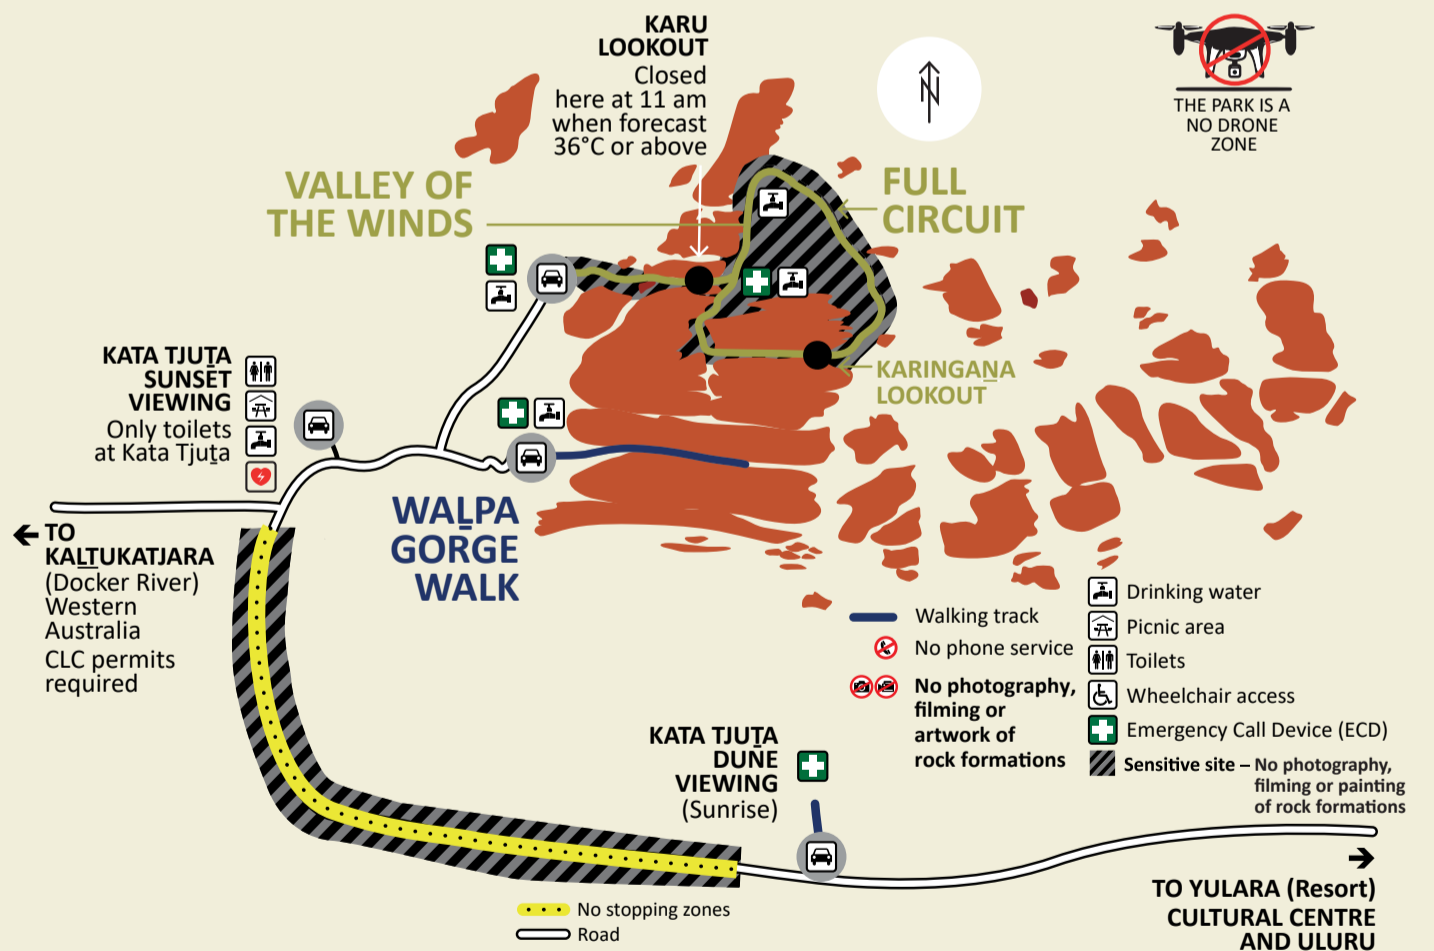 KARU
LOOKOUT
Closed
here at 11 am
when forecast
36°C or above
N
THE PARK IS A
NO DRONE
ZONE
VALLEY OF
THE WINDS
FULL
CIRCUIT
KARINGAṈA
LOOKOUT
KATA TJUṮA
SUNSET
VIEWING
Only toilets
at Kata Tjuṯa
WAḺPA
GORGE
WALK
TO
KAḺṮUKATJARA
(Docker River)
Western
Australia
CLC permits
required
Walking track
No phone service
No photography,
filming or
artwork of
rock formations
Drinking water
Picnic area
Toilets
Wheelchair access
Emergency Call Device (ECD)
Sensitive site – No photography,
filming or painting
of rock formations
KATA TJUṮA
DUNE
VIEWING
(Sunrise)
TO YULARA (Resort)
CULTURAL CENTRE
AND ULURU
No stopping zones
Road